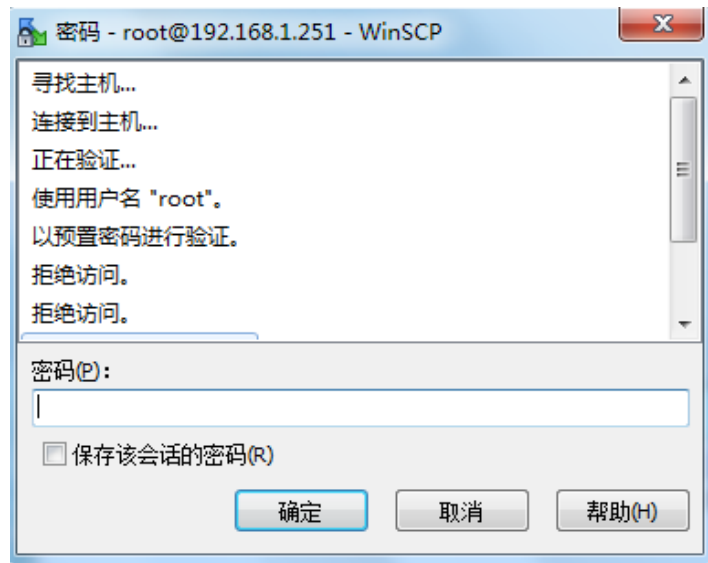 密码 - root@192.168.1.251 - WinSCP
寻找主机...
连接到主机...
正在验证...
使用用户名 "root"。
以预置密码进行验证。
拒绝访问。
拒绝访问。
密码(P):
保存该会话的密码(R)
确定 取消 帮助(H)